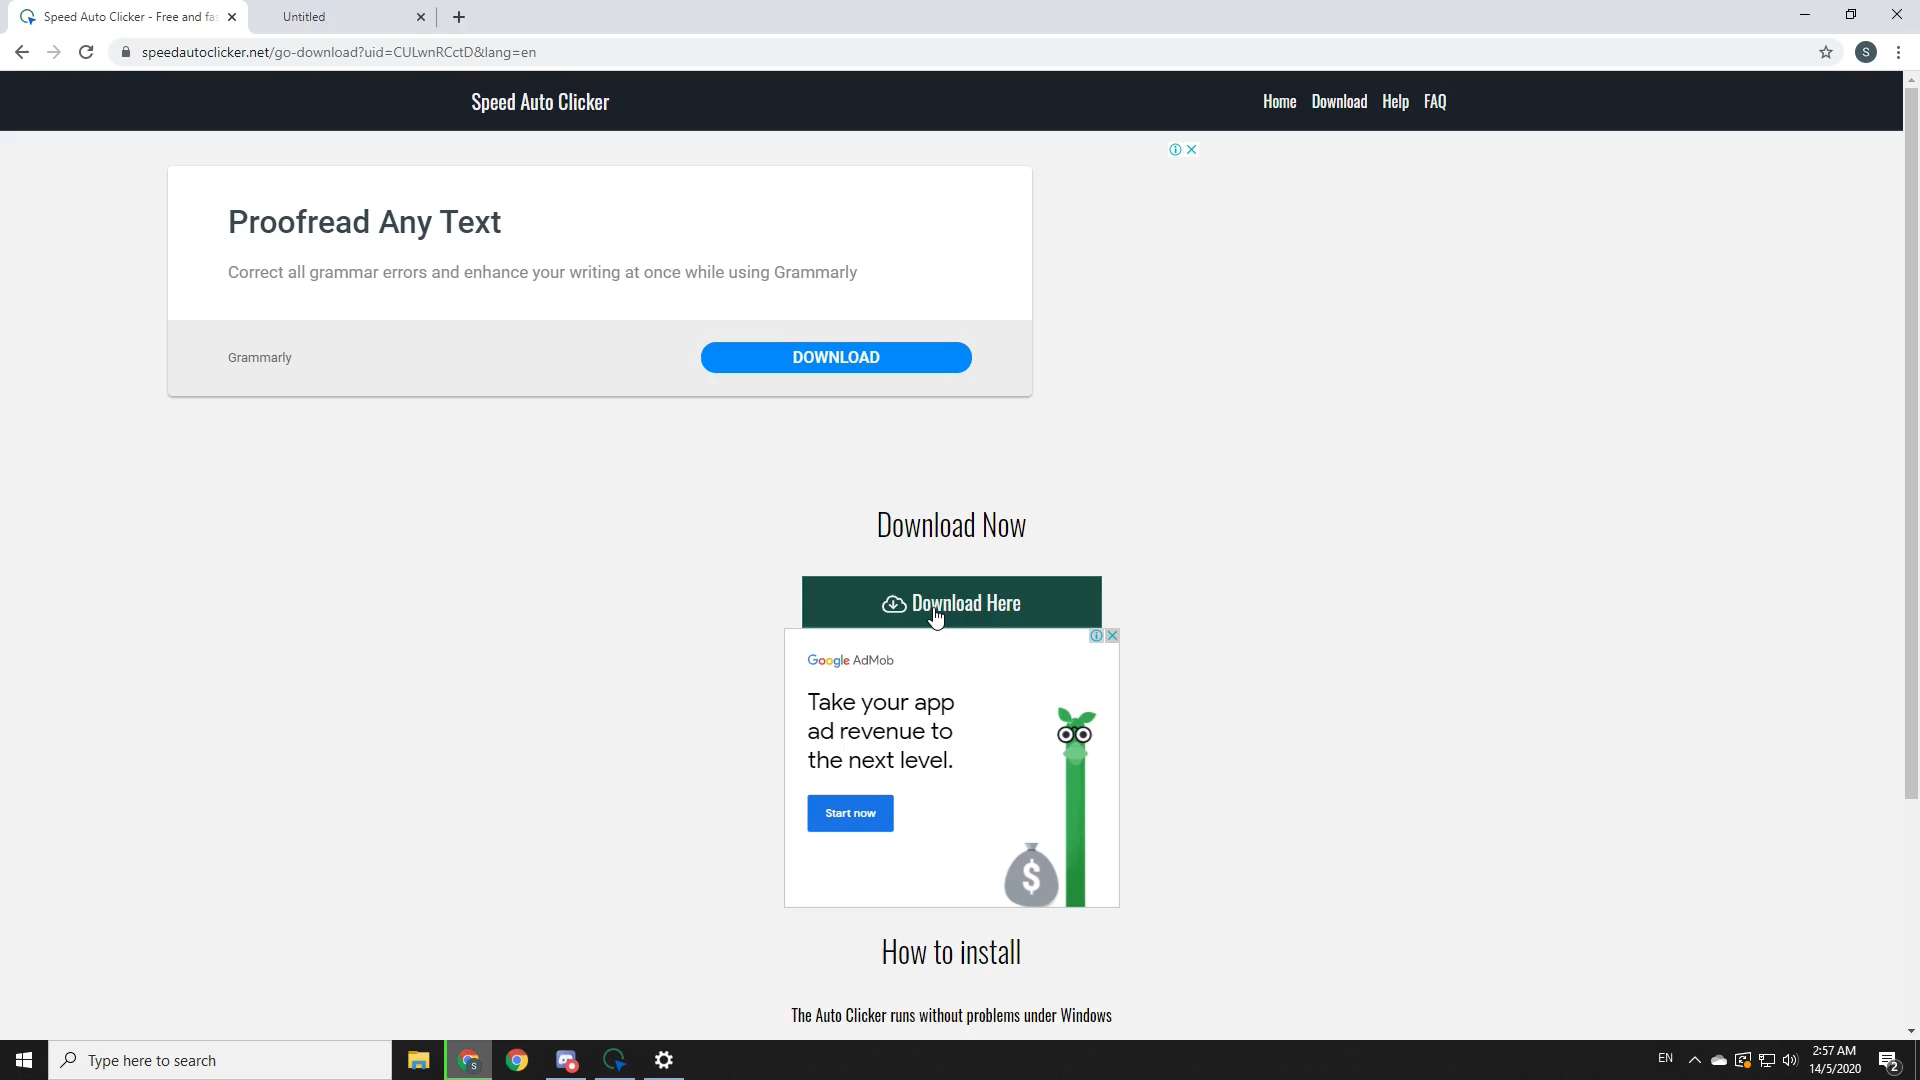 Speed Auto Clicker - Free and fas
Untitled
speedautoclicker.net/go-download?uid=CULwnRCctD&lang=en
S
Speed Auto Clicker
Home
Download
Help
FAQ
Proofread Any Text
Correct all grammar errors and enhance your writing at once while using Grammarly
Grammarly
DOWNLOAD
Download Now
Download Here
Google AdMob
Take your app
ad revenue to
the next level.
Start now
$
How to install
The Auto Clicker runs without problems under Windows
Type here to search
S
EN
2:57 AM
14/5/2020
2